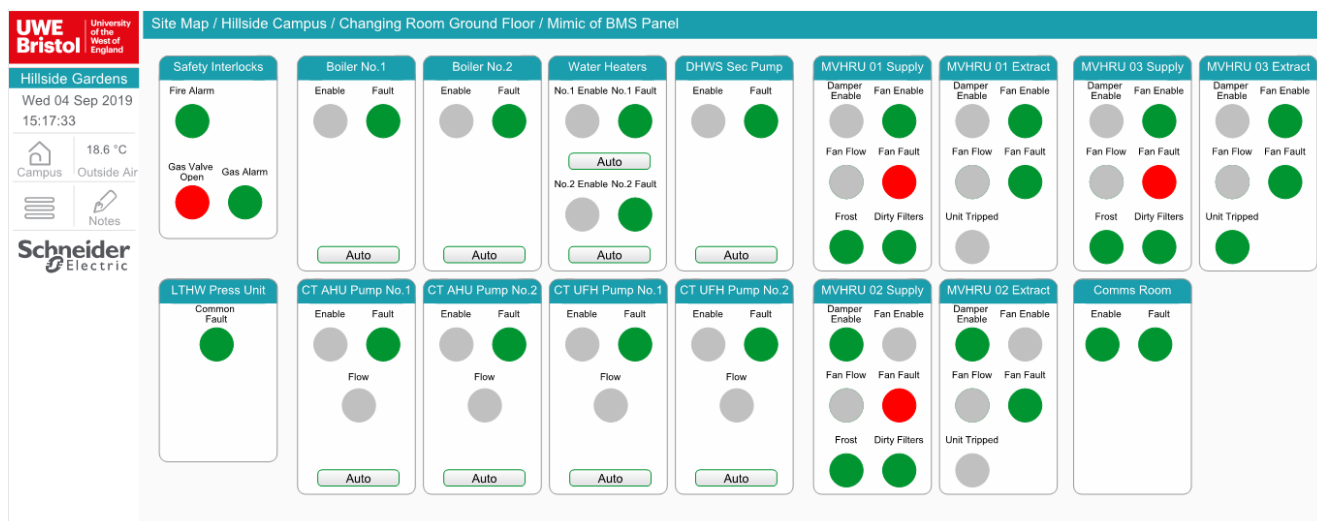 UWE
Bristol
University
of the
West of
England
Site Map / Hillside Campus / Changing Room Ground Floor / Mimic of BMS Panel
Hillside Gardens
Wed 04 Sep 2019
15:17:33
Campus
18.6 °C
Outside Air
Notes
Schneider
Electric
Safety Interlocks
Fire Alarm
Gas Valve
Open
Gas Alarm
Boiler No.1
Enable Fault
Auto
Boiler No.2
Enable Fault
Auto
Water Heaters
No.1 Enable No.1 Fault
Auto
No.2 Enable No.2 Fault
Auto
DHWS Sec Pump
Enable Fault
Auto
MVHRU 01 Supply
Damper
Enable
Fan Enable
Fan Flow Fan Fault
Frost Dirty Filters
MVHRU 01 Extract
Damper
Enable
Fan Enable
Fan Flow Fan Fault
Unit Tripped
MVHRU 03 Supply
Damper
Enable
Fan Enable
Fan Flow Fan Fault
Frost Dirty Filters
MVHRU 03 Extract
Damper
Enable
Fan Enable
Fan Flow Fan Fault
Unit Tripped
LTHW Press Unit
Common
Fault
CT AHU Pump No.1
Enable Fault
Flow
Auto
CT AHU Pump No.2
Enable Fault
Flow
Auto
CT UFH Pump No.1
Enable Fault
Flow
Auto
CT UFH Pump No.2
Enable Fault
Flow
Auto
MVHRU 02 Supply
Damper
Enable
Fan Enable
Fan Flow Fan Fault
Frost Dirty Filters
MVHRU 02 Extract
Damper
Enable
Fan Enable
Fan Flow Fan Fault
Unit Tripped
Comms Room
Enable Fault